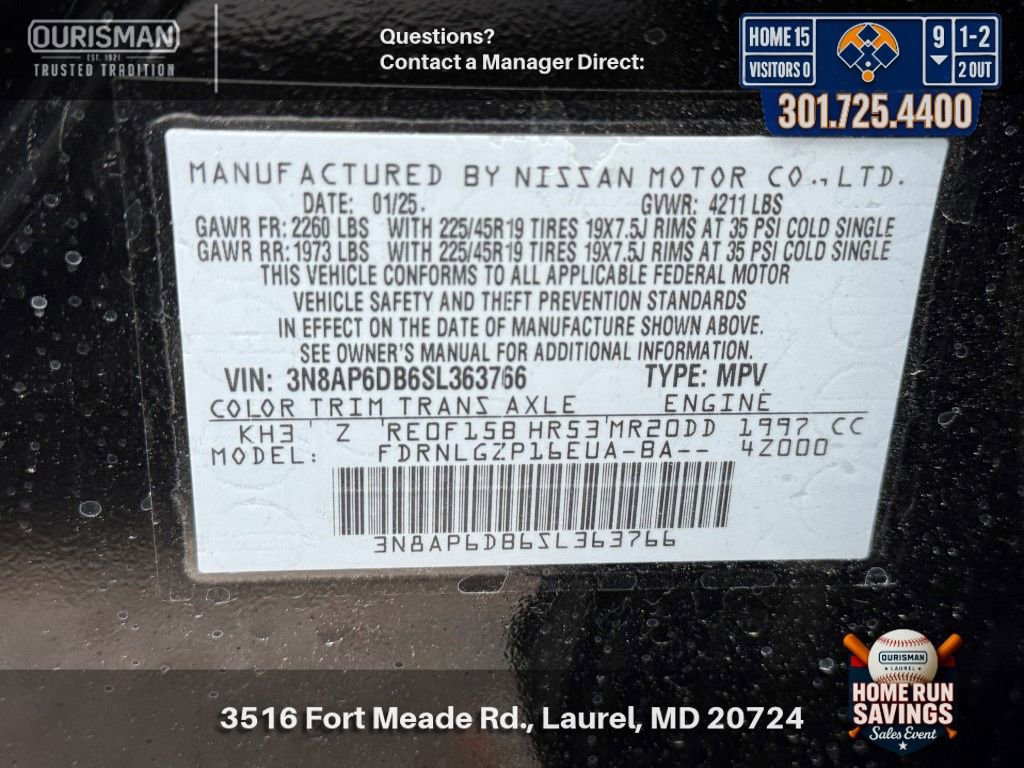 OURISMAN
EST. 1921
TRUSTED TRADITION
Questions?
Contact a Manager Direct:
HOME 15
VISITORS 0
9
1-2
2 OUT
301.725.4400
MANUFACTURED BY NISSAN MOTOR CO., LTD.
DATE: 01/25. GVWR: 4211 LBS
GAWR FR: 2260 LBS WITH 225/45R19 TIRES 19X7.5J RIMS AT 35 PSI COLD SINGLE
GAWR RR: 1973 LBS WITH 225/45R19 TIRES 19X7.5J RIMS AT 35 PSI COLD SINGLE
THIS VEHICLE CONFORMS TO ALL APPLICABLE FEDERAL MOTOR
VEHICLE SAFETY AND THEFT PREVENTION STANDARDS
IN EFFECT ON THE DATE OF MANUFACTURE SHOWN ABOVE.
SEE OWNER'S MANUAL FOR ADDITIONAL INFORMATION.
VIN: 3N8AP6DB6SL363766 TYPE: MPV
COLOR TRIM TRANS AXLE ENGINE
KH3 Z RE0F15B HR53 MR20DD 1997 CC
MODEL: FDRNLGZP16EUA-BA-- 4Z000
3N8AP6DB6SL363766
OURISMAN
LAUREL
HOME RUN
SAVINGS
Sales Event
3516 Fort Meade Rd., Laurel, MD 20724